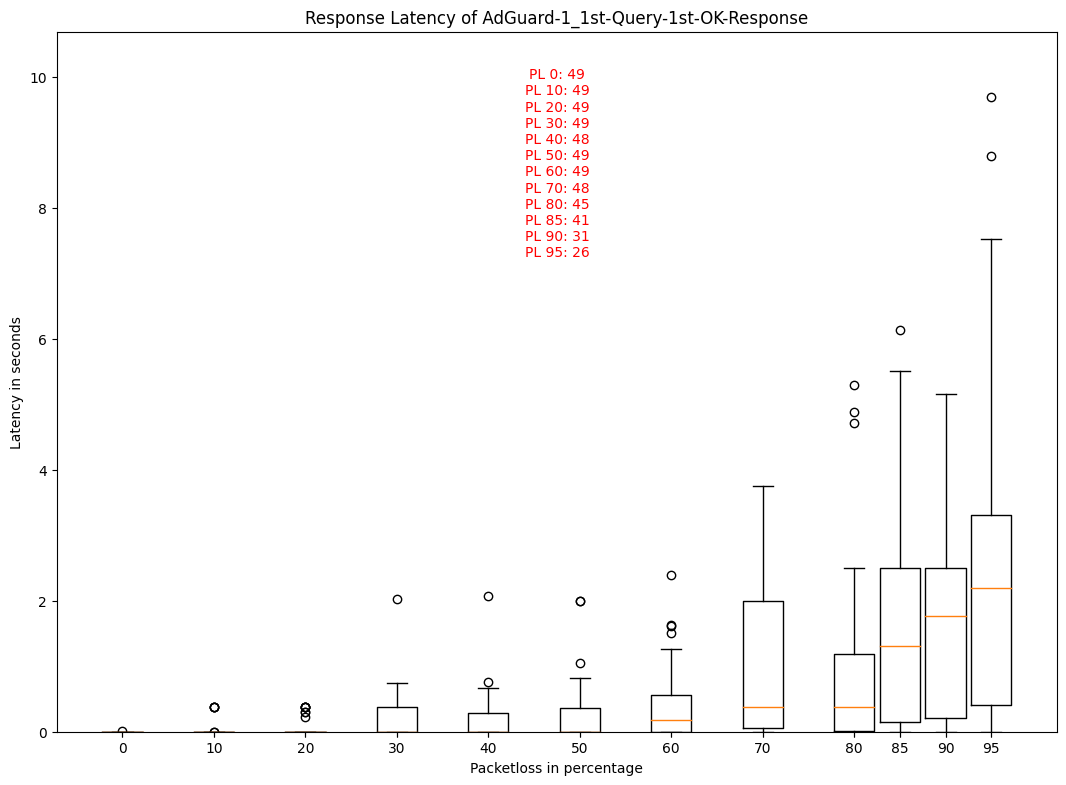 Response Latency of AdGuard-1_1st-Query-1st-OK-Response
PL 0: 49
PL 10: 49
PL 20: 49
PL 30: 49
PL 40: 48
PL 50: 49
PL 60: 49
PL 70: 48
PL 80: 45
PL 85: 41
PL 90: 31
PL 95: 26
Latency in seconds
10
8
6
4
2
0
0 10 20 30 40 50 60 70 80 85 90 95
Packetloss in percentage